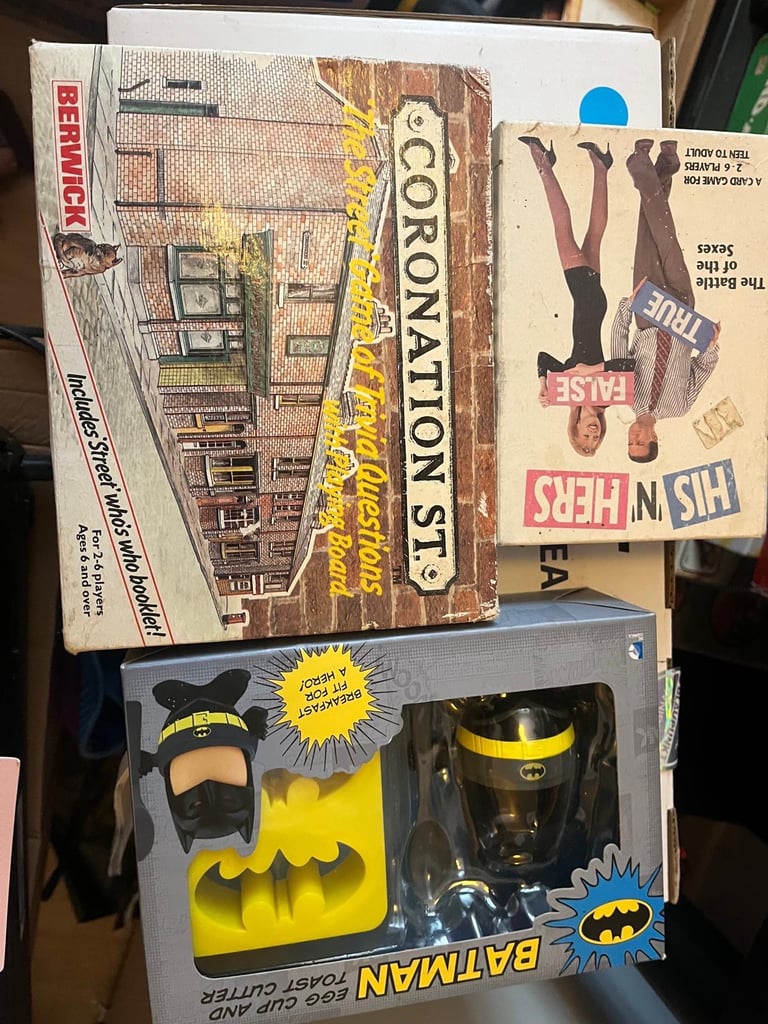 BERWICK
CORONATION ST.
TM
'The Street' Game of Trivia Questions
With Playing Board
Includes 'Street' who's who booklet!
For 2-6 players
Ages 6 and over
HIS 'N' HERS
The Battle
of the
Sexes
A CARD GAME FOR
2 - 6 PLAYERS
TEEN TO ADULT
TRUE
FALSE
EA
BREAKFAST
FIT FOR
A HERO!
BATMAN
EGG CUP AND
TOAST CUTTER